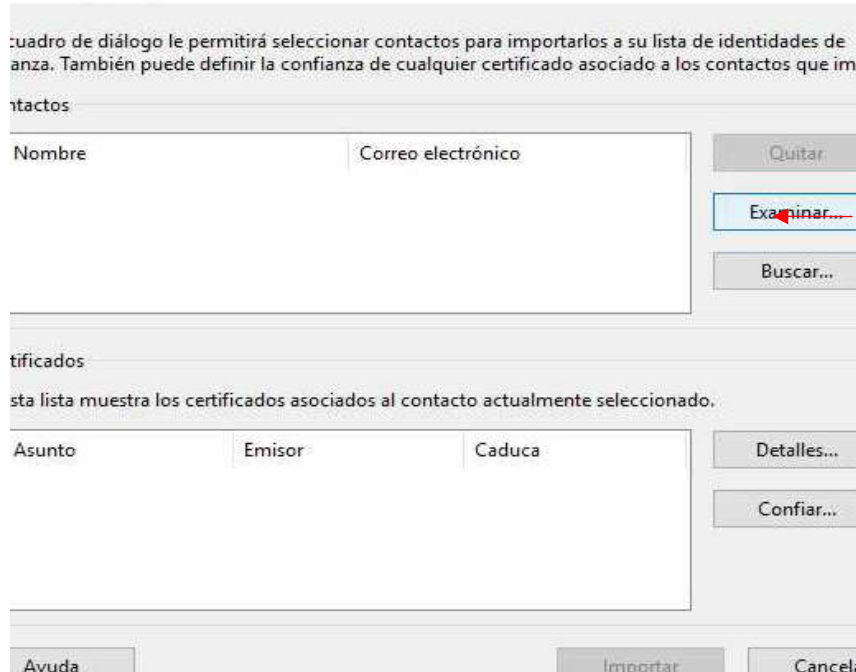 cuadro de diálogo le permitirá seleccionar contactos para importarlos a su lista de identidades de
anza. También puede definir la confianza de cualquier certificado asociado a los contactos que im
ntactos
Nombre Correo electrónico Quitar
Examinar...
Buscar...
tificados
sta lista muestra los certificados asociados al contacto actualmente seleccionado.
Asunto Emisor Caduca Detalles...
Confiar...
Ayuda Importar Cancela